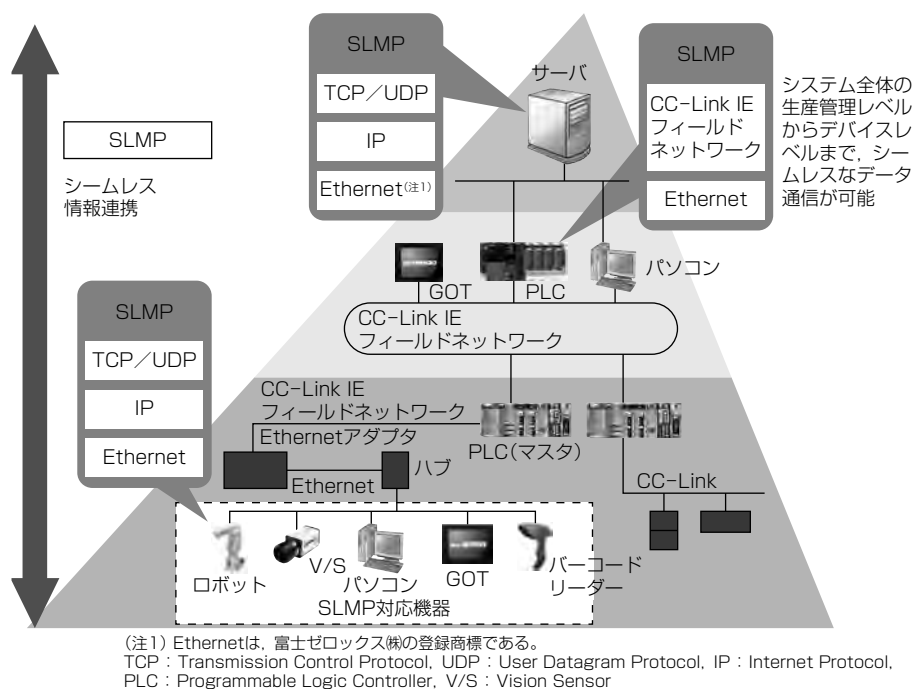 SLMP
TCP／UDP
IP
Ethernet(注1)
サーバ
SLMP
CC-Link IE
フィールド
ネットワーク
Ethernet
システム全体の
生産管理レベル
からデバイスレ
ベルまで，シー
ムレスなデータ
通信が可能
SLMP
シームレス
情報連携
GOT
PLC
パソコン
CC-Link IE
フィールドネットワーク
SLMP
TCP／UDP
IP
Ethernet
CC-Link IE
フィールドネットワーク
Ethernetアダプタ
PLC(マスタ)
ハブ
Ethernet
CC-Link
ロボット
V/S
パソコン
GOT
バーコード
リーダー
SLMP対応機器
(注1) Ethernetは，富士ゼロックス㈱の登録商標である。
TCP：Transmission Control Protocol，UDP：User Datagram Protocol，IP：Internet Protocol，
PLC：Programmable Logic Controller，V/S：Vision Sensor